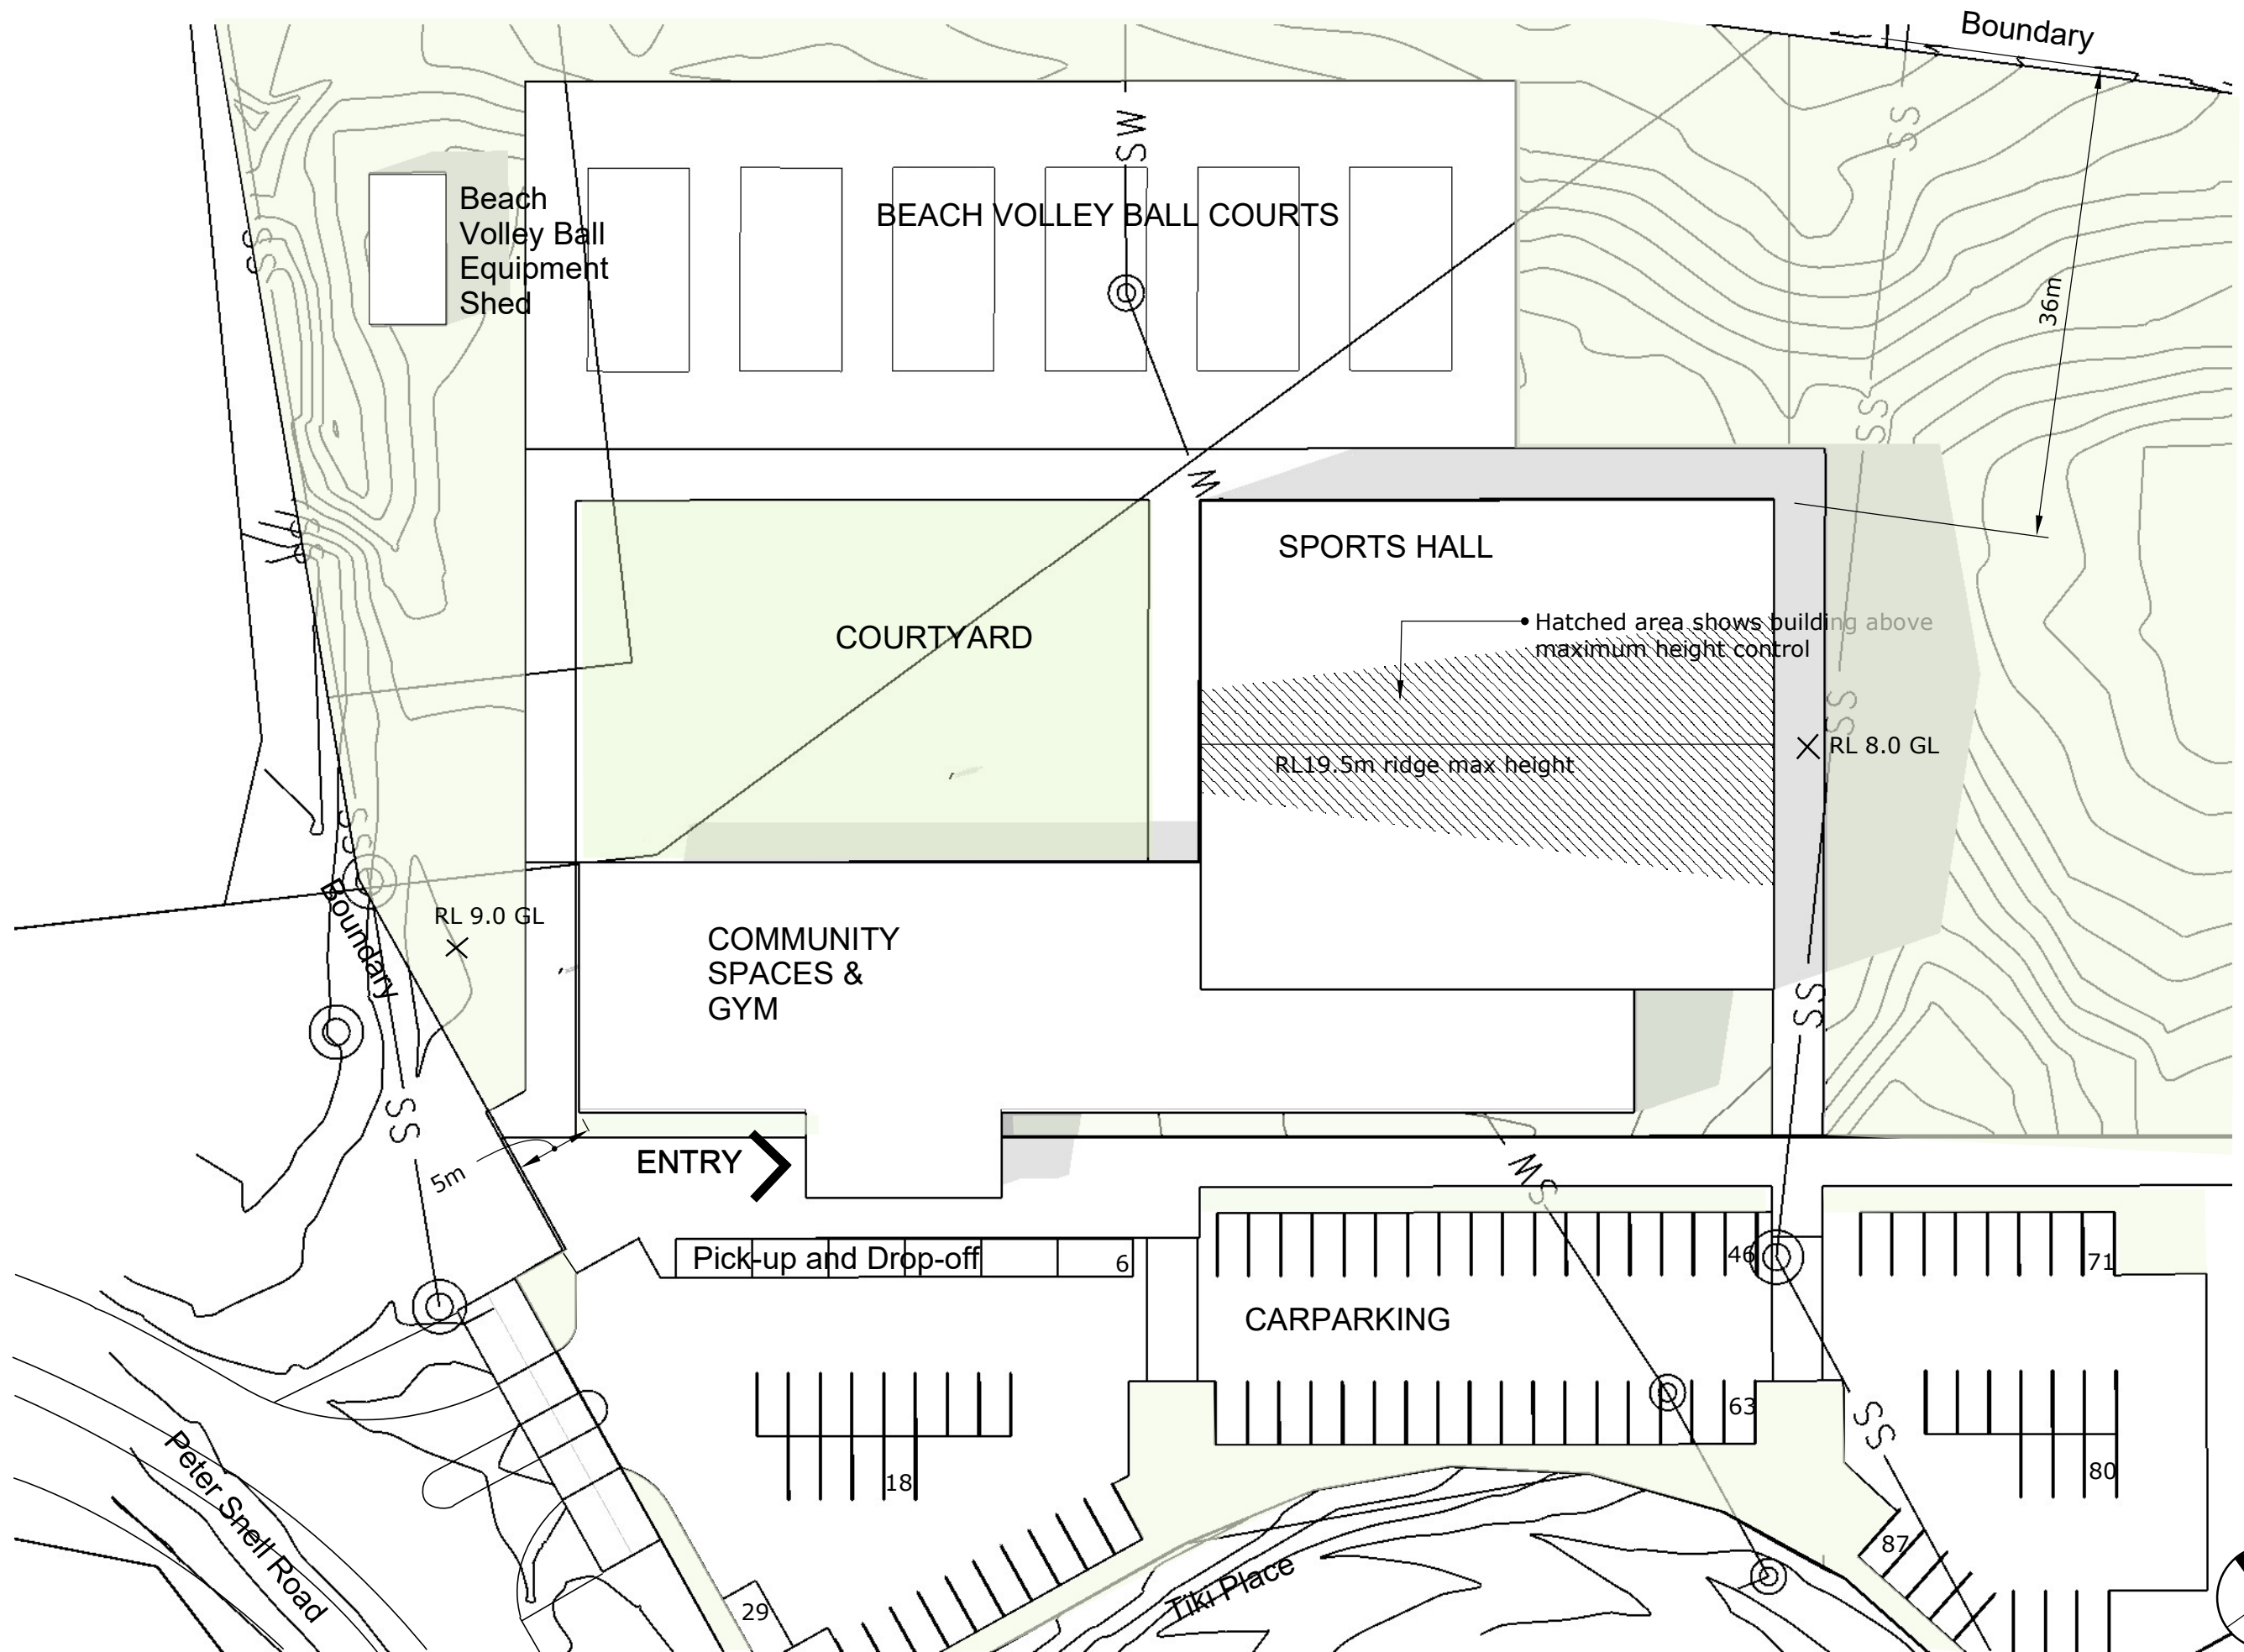 Boundary
SW
SS
Beach
Volley Ball
Equipment
Shed
BEACH VOLLEY BALL COURTS
SS
36m
SS
SPORTS HALL
COURTYARD
Hatched area shows building above
maximum height control
SS
RL19.5m ridge max height
RL 8.0 GL
SS
Boundary
RL 9.0 GL
COMMUNITY
SPACES &
GYM
SS
SS
5m
ENTRY
SW
Pick-up and Drop-off
6
46
71
CARPARKING
63
SS
18
80
Peter Snell Road
87
Tiki Place
29